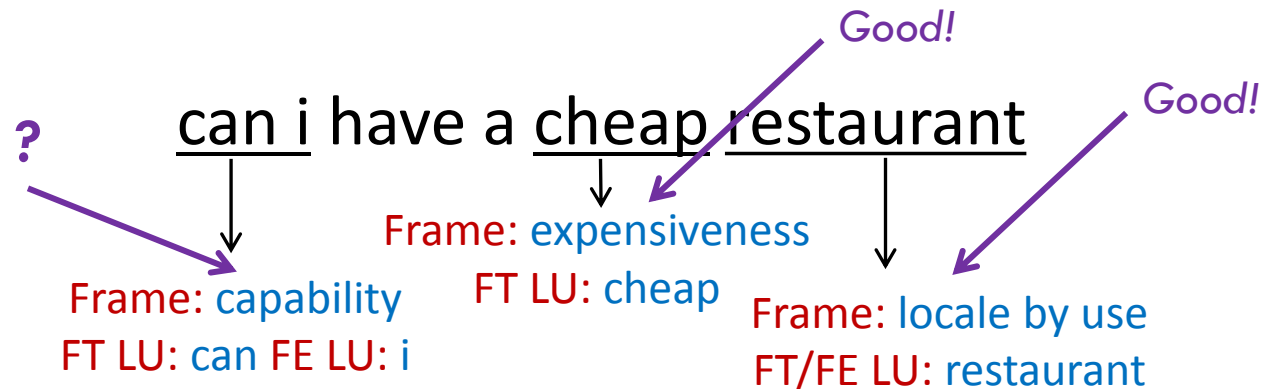 Good!
Good!
?
can i have a cheap restaurant
Frame: expensiveness
FT LU: cheap
Frame: capability
FT LU: can FE LU: i
Frame: locale by use
FT/FE LU: restaurant